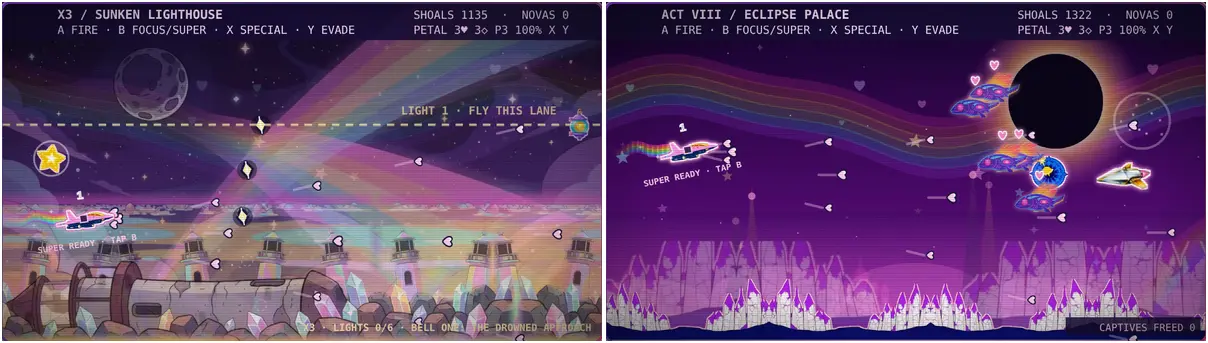 X3 / SUNKEN LIGHTHOUSE
SHOALS 1135 · NOVAS 0
A FIRE · B FOCUS/SUPER · X SPECIAL · Y EVADE
PETAL 3♥ 3◇ P3 100% X Y
LIGHT 1 · FLY THIS LANE
1
SUPER READY · TAP B
X3 · LIGHTS 0/6 · BELL ONE: THE DROWNED APPROACH
ACT VIII / ECLIPSE PALACE
SHOALS 1322 · NOVAS 0
A FIRE · B FOCUS/SUPER · X SPECIAL · Y EVADE
PETAL 3♥ 3◇ P3 100% X Y
1
SUPER READY · TAP B
CAPTIVES FREED 0